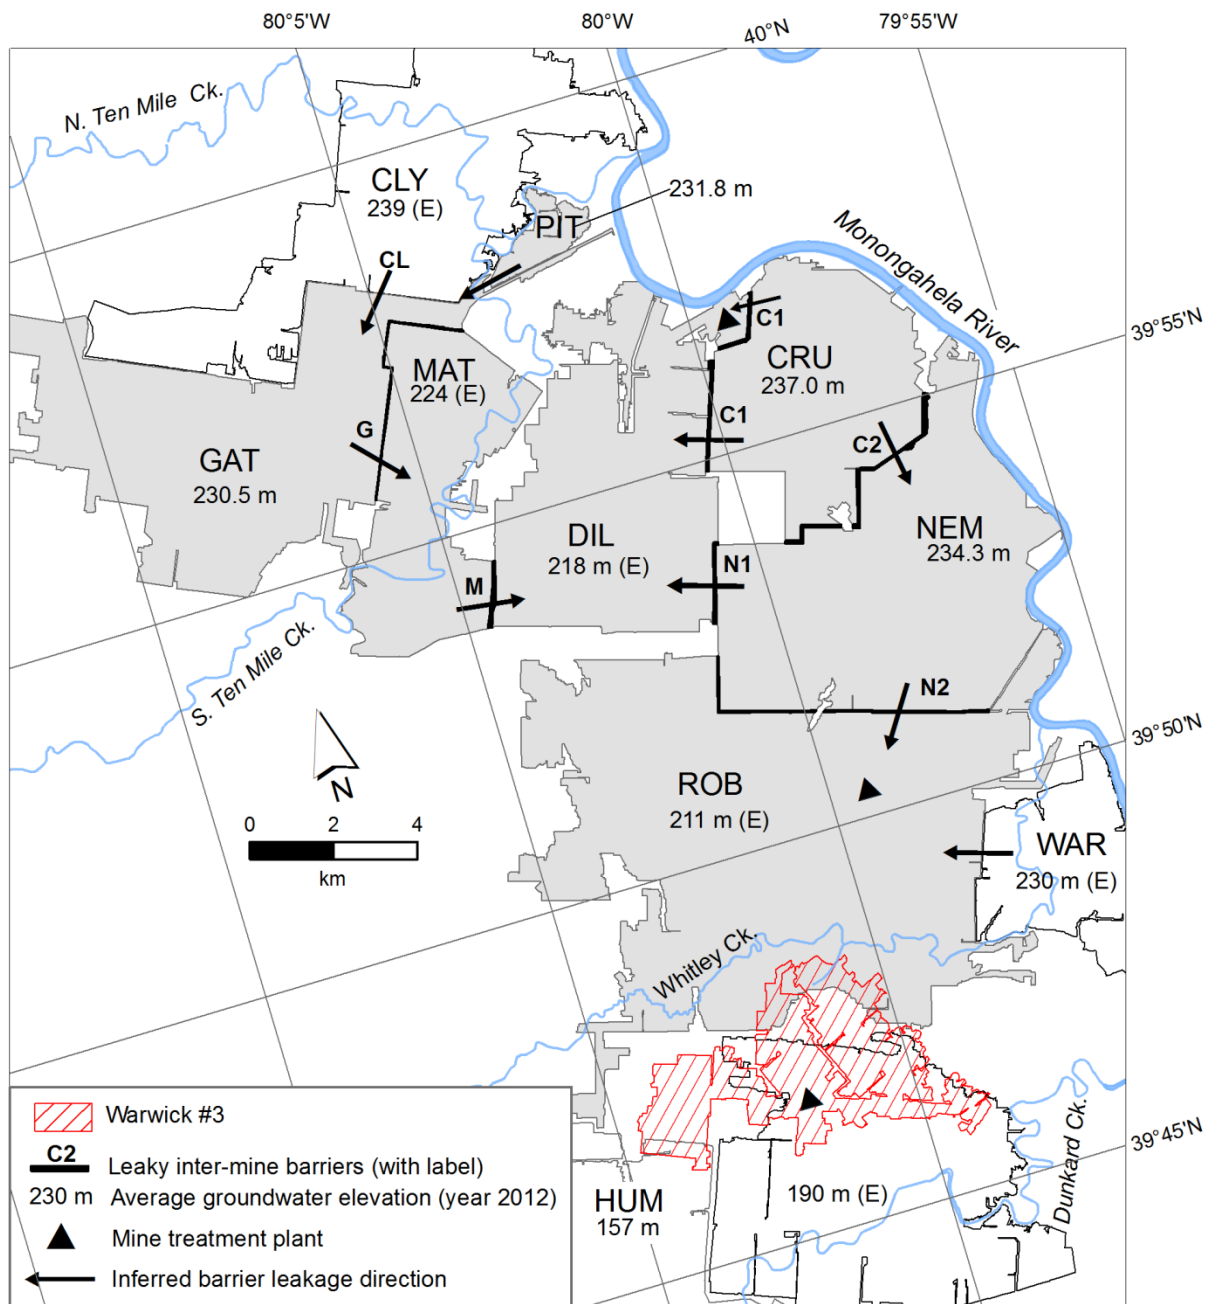 80°5'W
80°W
79°55'W
40°N
N. Ten Mile Ck.
CLY
239 (E)
231.8 m
PIT
Monongahela River
CL
C1
39°55'N
CRU
237.0 m
MAT
224 (E)
C1
G
C2
GAT
230.5 m
DIL
218 m (E)
NEM
234.3 m
N1
M
S. Ten Mile Ck.
N2
39°50'N
N
ROB
211 m (E)
0 2 4
km
WAR
230 m (E)
Whitley Ck.
Dunkard Ck.
39°45'N
HUM
157 m
190 m (E)
Warwick #3
C2 Leaky inter-mine barriers (with label)
230 m Average groundwater elevation (year 2012)
Mine treatment plant
Inferred barrier leakage direction